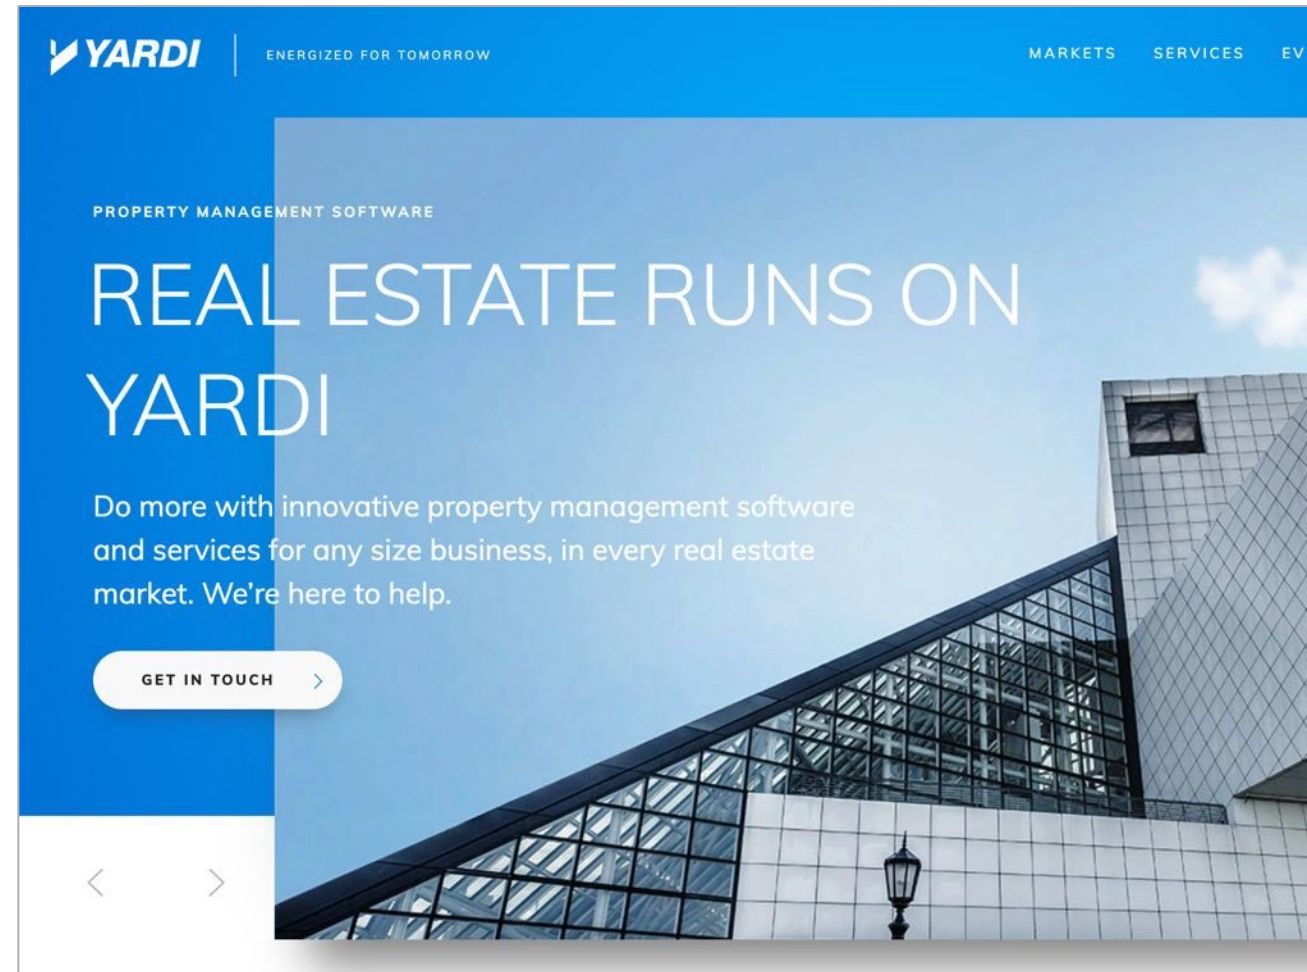 YARDI
ENERGIZED FOR TOMORROW
MARKETS
SERVICES
PROPERTY MANAGEMENT SOFTWARE
REAL ESTATE RUNS ON
YARDI
Do more with innovative property management software
and services for any size business, in every real estate
market. We’re here to help.
GET IN TOUCH